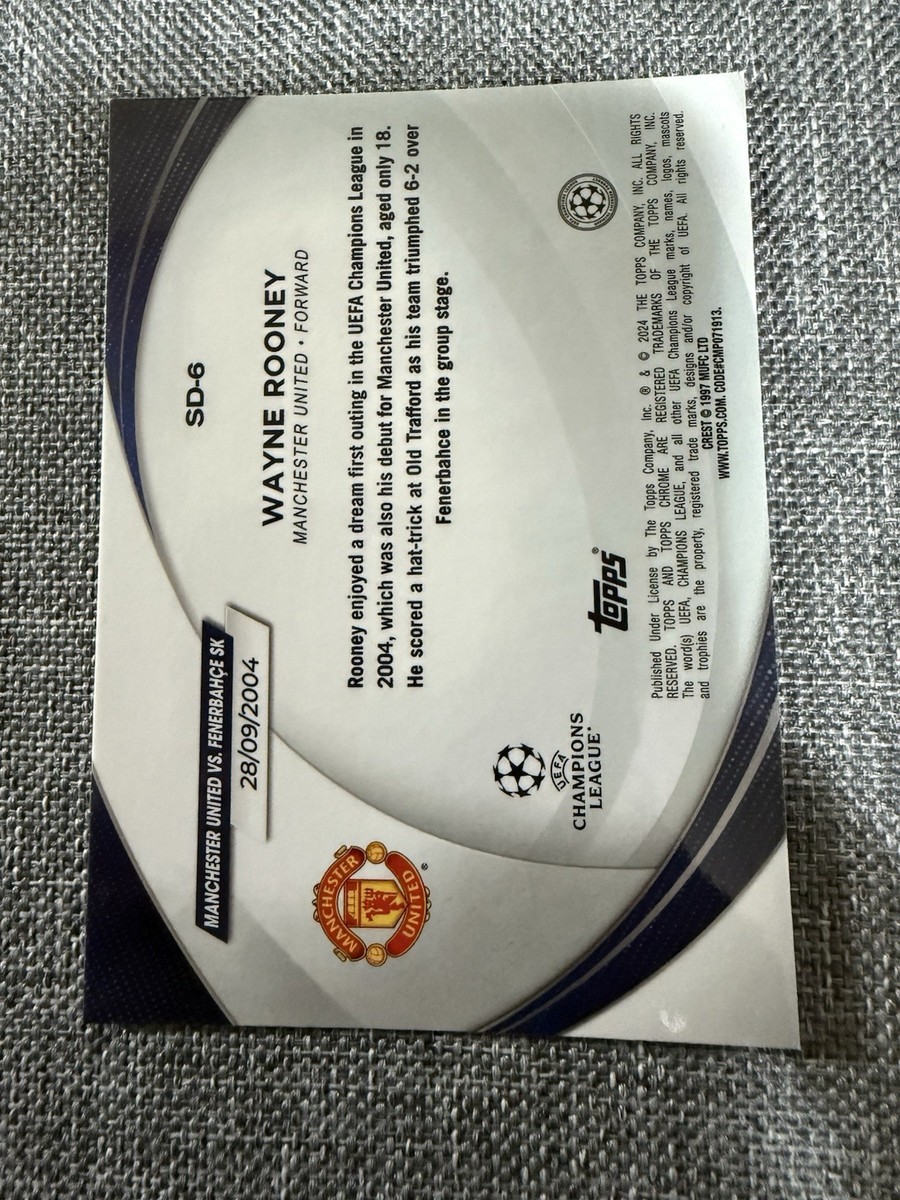 SD-6
MANCHESTER UNITED VS. FENERBAHÇE SK
28/09/2004
WAYNE ROONEY
MANCHESTER UNITED • FORWARD
MANCHESTER
UNITED
®
Rooney enjoyed a dream first outing in the UEFA Champions League in
2004, which was also his debut for Manchester United, aged only 18.
He scored a hat-trick at Old Trafford as his team triumphed 6-2 over
Fenerbahce in the group stage.
UEFA
CHAMPIONS
LEAGUE
topps®
Published Under License by The Topps Company, Inc. ® & © 2024 THE TOPPS COMPANY, INC. ALL RIGHTS
RESERVED. TOPPS AND TOPPS CHROME ARE REGISTERED TRADEMARKS OF THE TOPPS COMPANY, INC.
The word(s) UEFA, CHAMPIONS LEAGUE, and all other UEFA Champions League marks, names, logos, mascots
and trophies are the property, registered trade marks, designs and/or copyright of UEFA. All rights reserved.
CREST © 1997 MUFC LTD
WWW.TOPPS.COM. CODE#CMP071913.